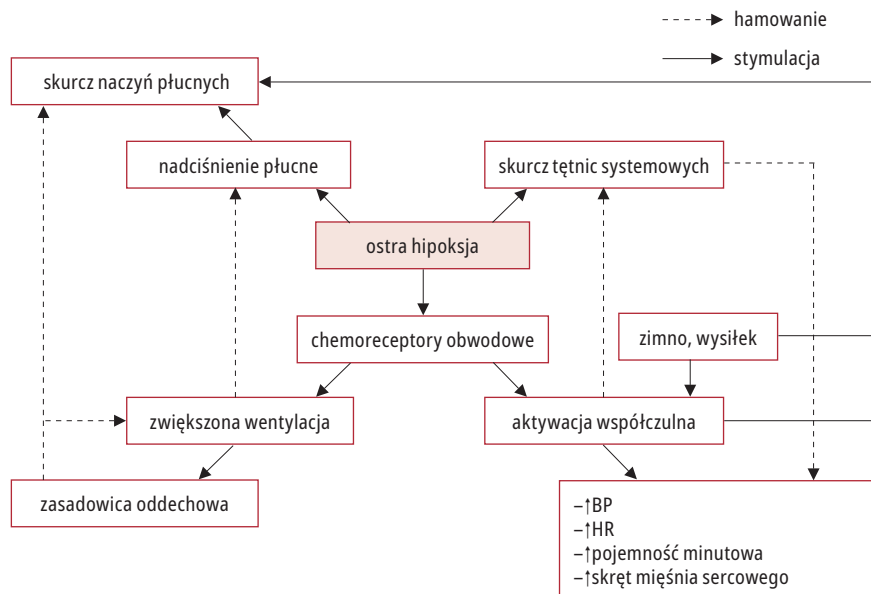 hamowanie
stymulacja
skurcz naczyń płucnych
nadciśnienie płucne
skurcz tętnic systemowych
ostra hipoksja
chemoreceptory obwodowe
zimno, wysiłek
zwiększona wentylacja
aktywacja współczulna
zasadowica oddechowa
–↑BP
–↑HR
–↑pojemność minutowa
–↑skręt mięśnia sercowego